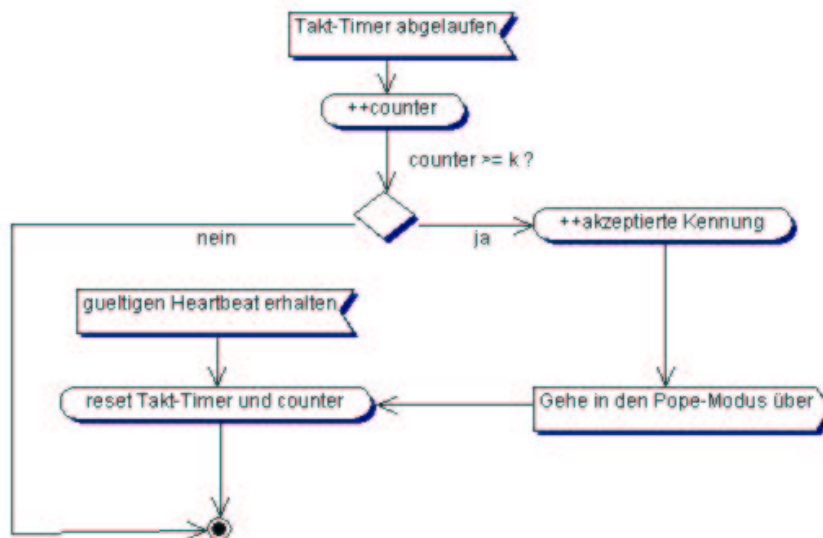 Takt-Timer abgelaufen
++counter
counter >= k ?
nein
ja
++akzeptierte Kennung
gueltigen Heartbeat erhalten
reset Takt-Timer und counter
Gehe in den Pope-Modus über